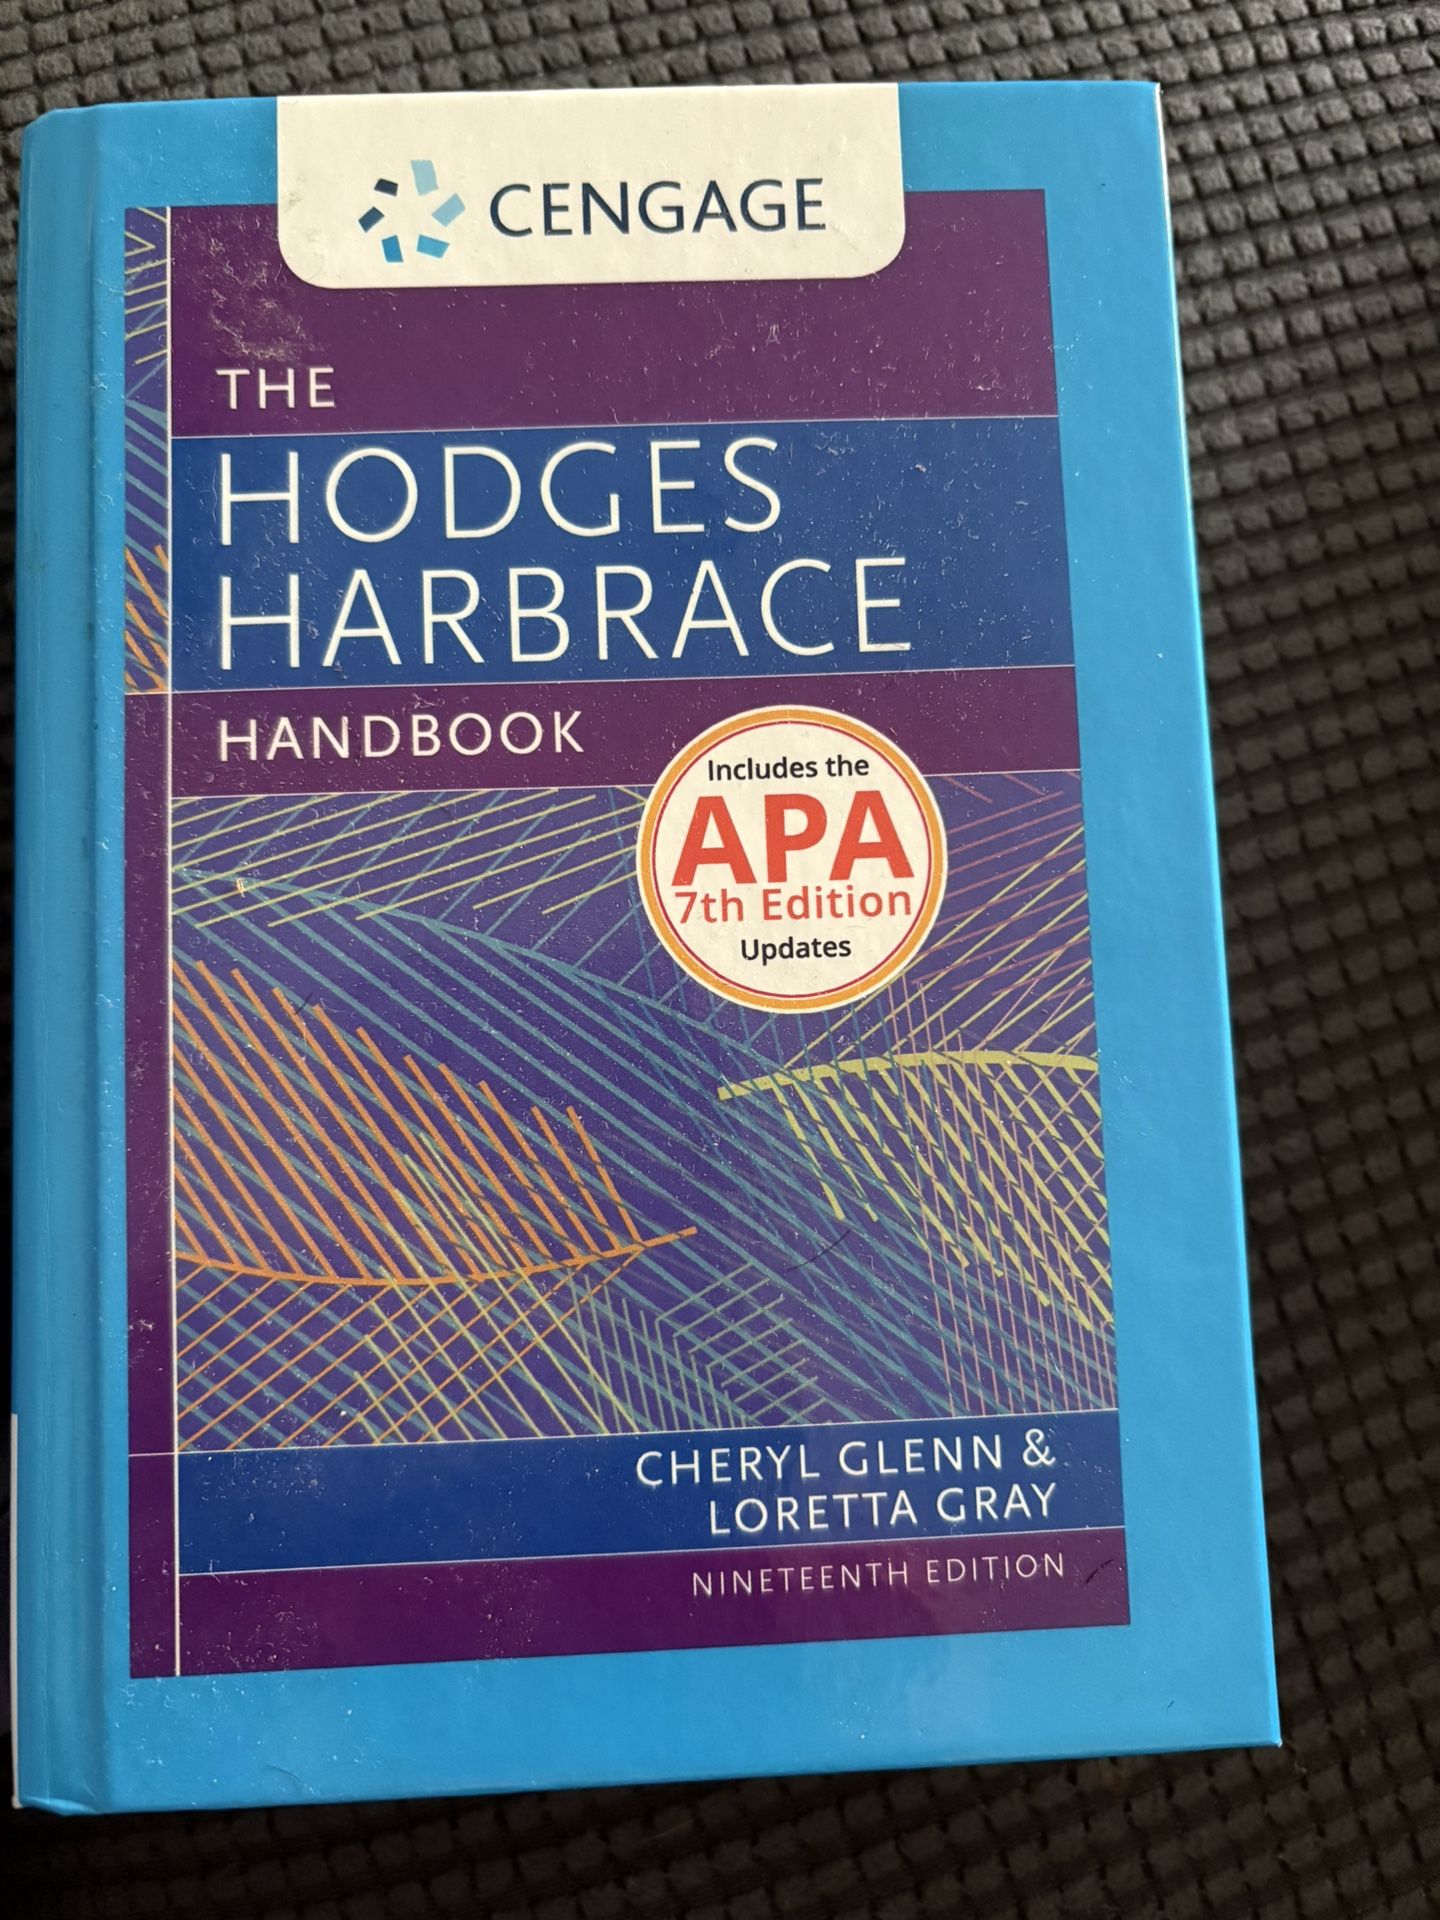 CENGAGE
THE
HODGES
HARBRACE
HANDBOOK
Includes the
APA
7th Edition
Updates
CHERYL GLENN &
LORETTA GRAY
NINETEENTH EDITION